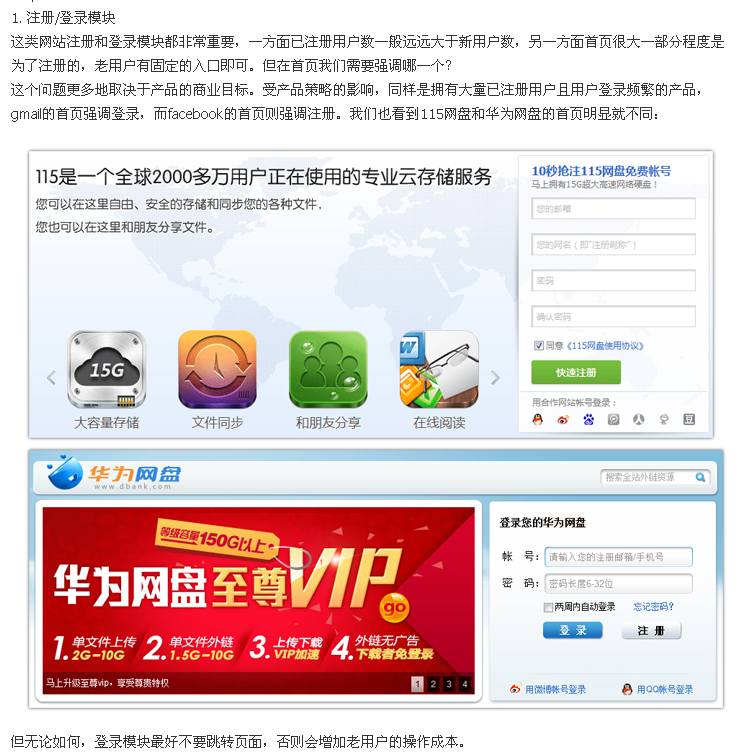 1. 注册/登录模块
这类网站注册和登录模块都非常重要，一方面已注册用户数一般远远大于新用户数，另一方面首页很大一部分程度是
为了注册的，老用户有固定的入口即可。但在首页我们需要强调哪一个？
这个问题更多地取决于产品的商业目标。受产品策略的影响，同样是拥有大量已注册用户且用户登录频繁的产品，
gmail的首页强调登录，而facebook的首页则强调注册。我们也看到115网盘和华为网盘的首页明显就不同：
115是一个全球2000多万用户正在使用的专业云存储服务
您可以在这里自由、安全的存储和同步您的各种文件，
您也可以在这里和朋友分享文件。
15G
W
大容量存储
文件同步
和朋友分享
在线阅读
10秒抢注115网盘免费帐号
马上拥有15G超大高速网络硬盘！
您的邮箱
您的网名（即"注册昵称"）
密码
确认密码
同意《115网盘使用协议》
快速注册
用合作网站帐号登录：
豆
华为网盘
www.dbank.com
搜索全站外链资源
等级容量150G以上
华为网盘至尊VIP
go
1.单文件上传 2G-10G
2.单文件外链 1.5G-10G
3.上传下载 VIP加速
4.外链无广告 下载者免登录
马上升级至尊vip，享受尊贵特权
1 2 3 4
登录您的华为网盘
帐 号： 请输入您的注册邮箱/手机号
密 码： 密码长度6-32位
两周内自动登录 忘记密码?
登 录 注 册
用微博帐号登录 用QQ帐号登录
但无论如何，登录模块最好不要跳转页面，否则会增加老用户的操作成本。